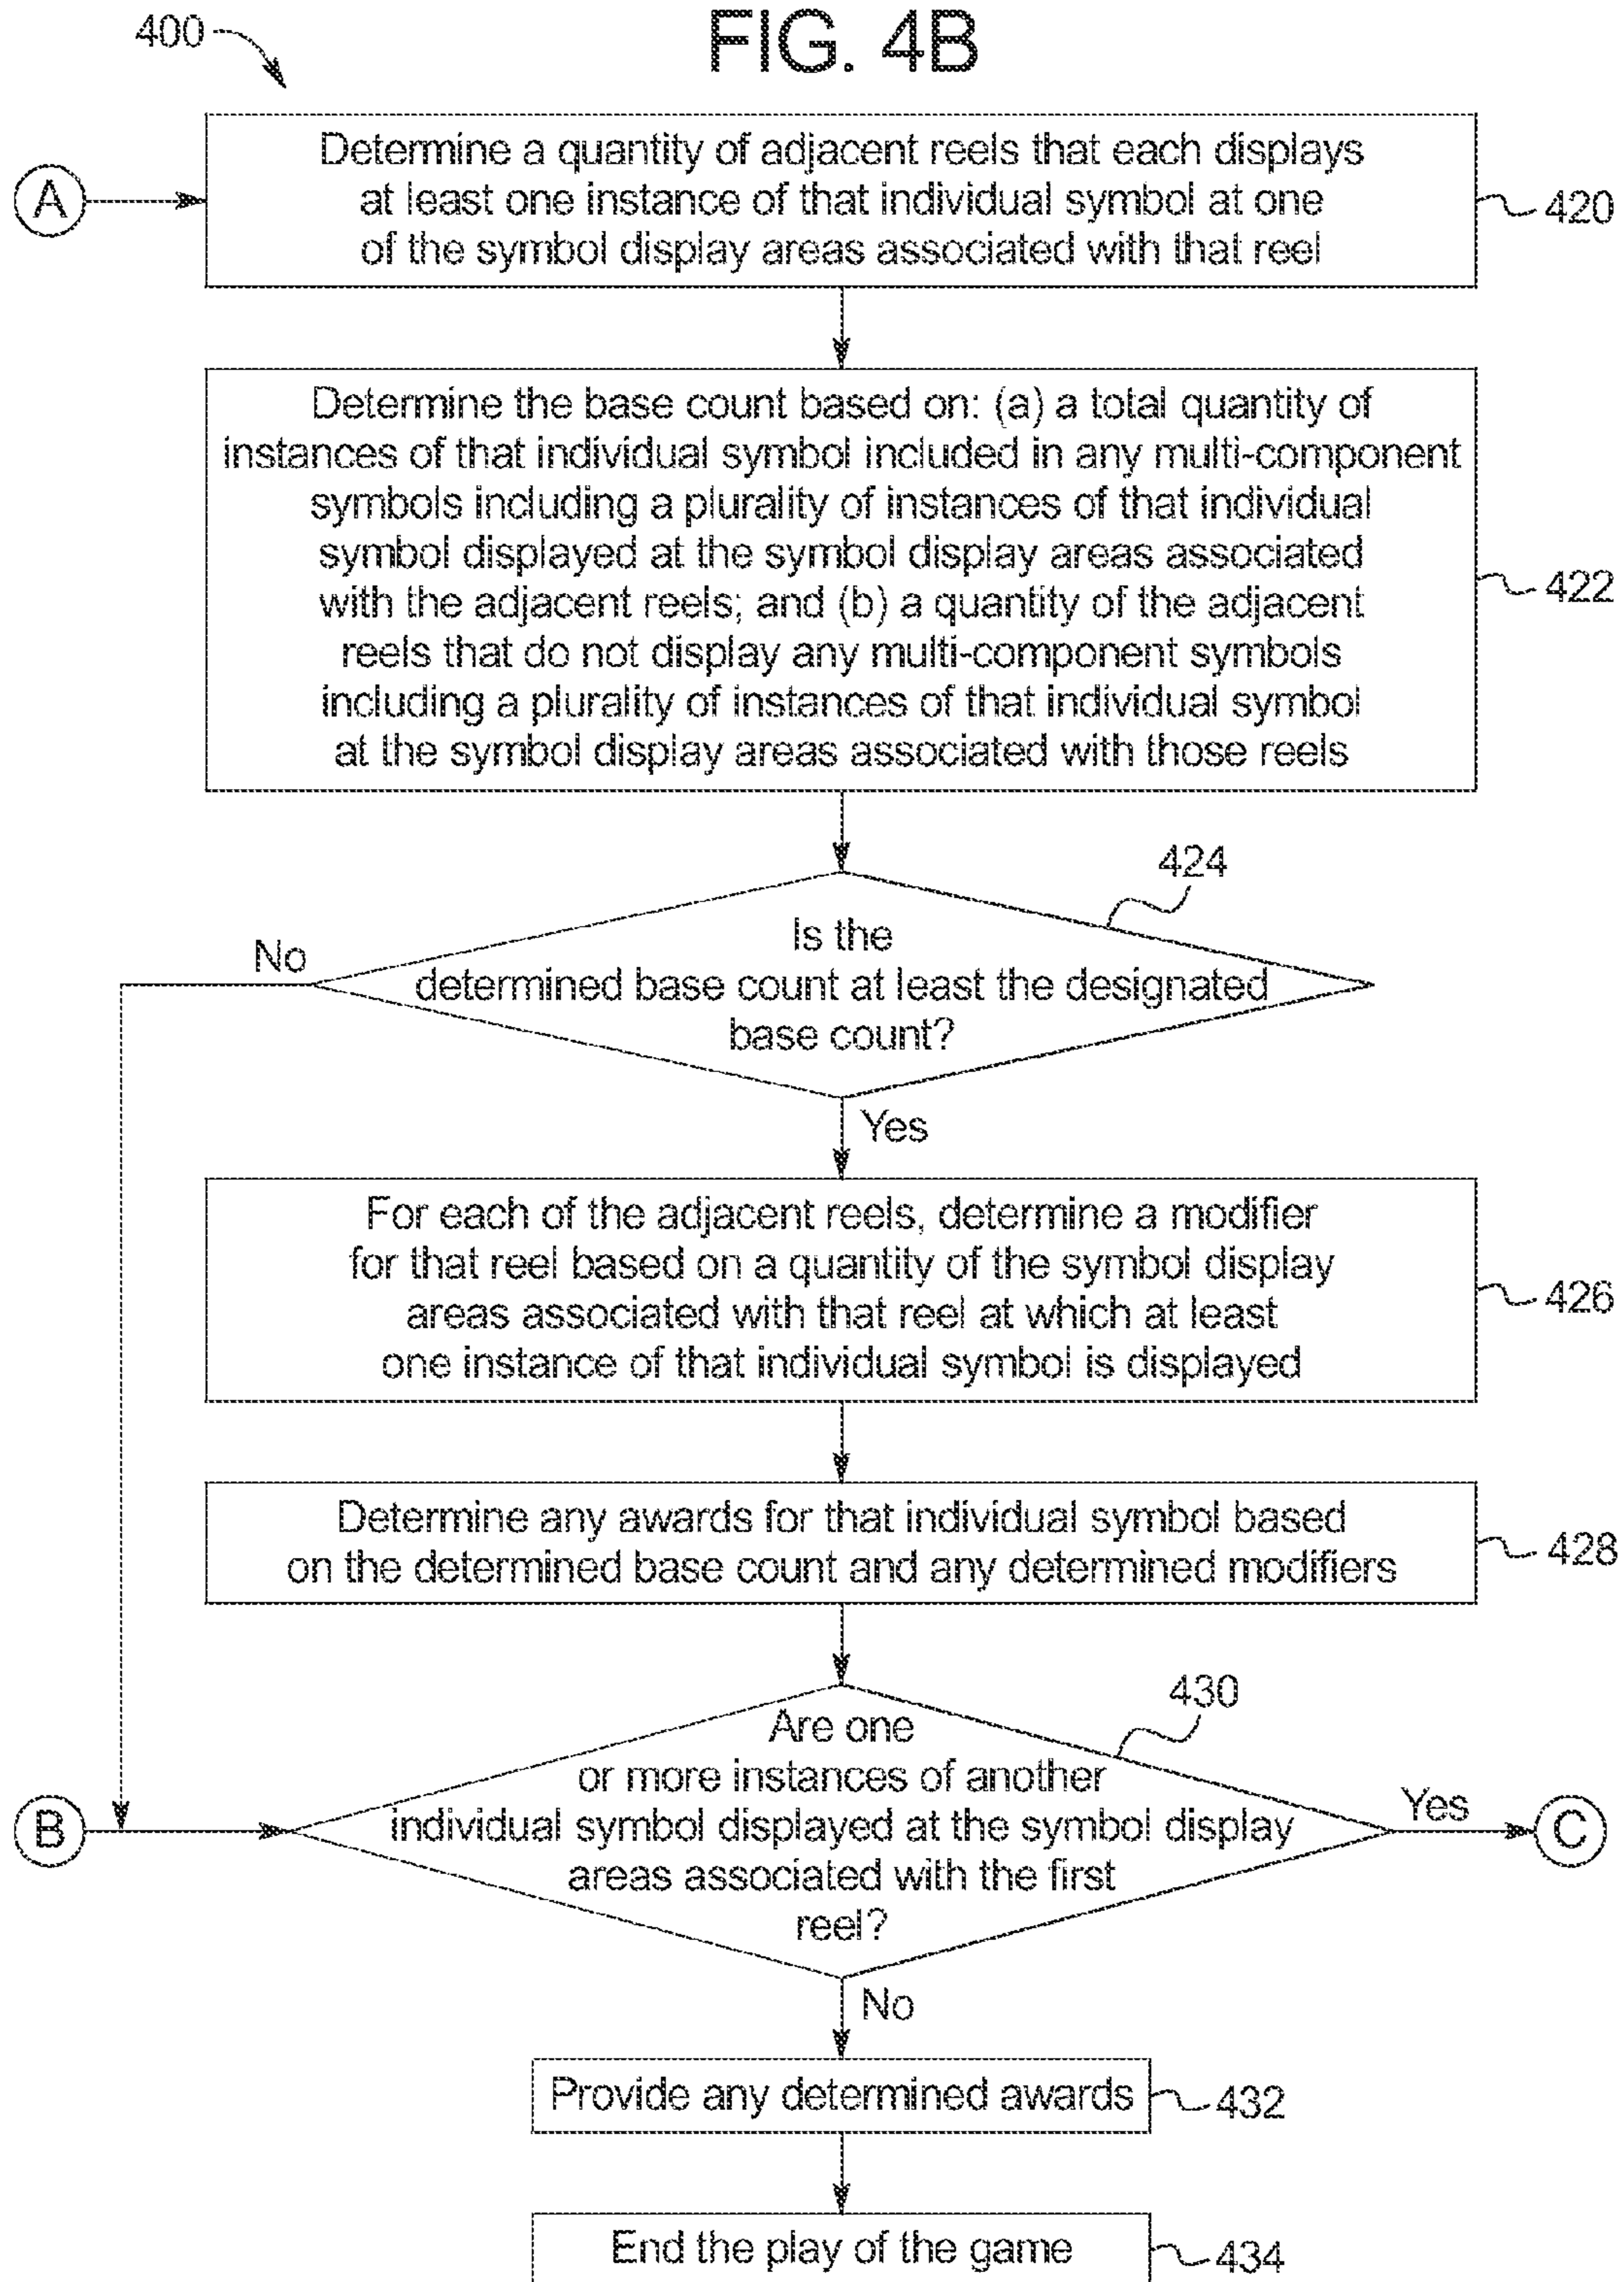 FIG. 4B
400
A
Determine a quantity of adjacent reels that each displays
at least one instance of that individual symbol at one
of the symbol display areas associated with that reel
420
Determine the base count based on: (a) a total quantity of
instances of that individual symbol included in any multi-component
symbols including a plurality of instances of that individual
symbol displayed at the symbol display areas associated
with the adjacent reels; and (b) a quantity of the adjacent
reels that do not display any multi-component symbols
including a plurality of instances of that individual symbol
at the symbol display areas associated with those reels
422
424
Is the
determined base count at least the designated
base count?
No
Yes
For each of the adjacent reels, determine a modifier
for that reel based on a quantity of the symbol display
areas associated with that reel at which at least
one instance of that individual symbol is displayed
426
Determine any awards for that individual symbol based
on the determined base count and any determined modifiers
428
430
B
Are one
or more instances of another
individual symbol displayed at the symbol display
areas associated with the first
reel?
Yes
C
No
Provide any determined awards
432
End the play of the game
434